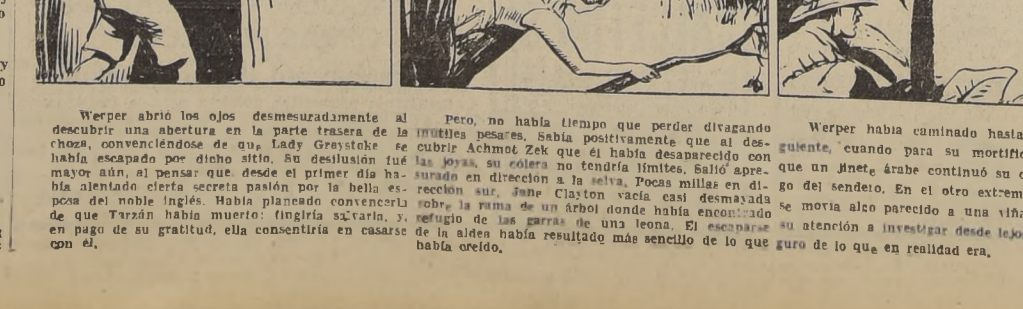 Werper abrió los ojos desmesuradamente al
descubrir una abertura en la parte trasera de la
choza, convenciéndose de que Lady Greystoke se
había escapado por dicho sitio. Su desilusión fué
mayor aún, al pensar que desde el primer día ha-
bía alentado cierta secreta pasión por la bella es-
posa del noble inglés. Había planeado convencerla
de que Tarzán había muerto: fingiría salvarla, y,
en pago de su gratitud, ella consentiría en casarse
con él.
Pero, no había tiempo que perder divagando
inútiles pesares. Sabía positivamente que al des-
cubrir Achmot Zek que él había desaparecido con
las joyas, su cólera no tendría límites. Salió apre-
surado en dirección a la selva. Pocas millas en di-
rección sur, Jane Clayton yacía casi desmayada
sobre la rama de un árbol donde había encontrado
refugio de las garras de una leona. El escaparse
de la aldea había resultado más sencillo de lo que
había creído.
Werper había caminado hasta
guiente, cuando para su mortifi
que un jinete árabe continuó su
go del sendero. En el otro extrem
se movía algo parecido a una viña
su atención a investigar desde lejo
guro de lo que en realidad era.